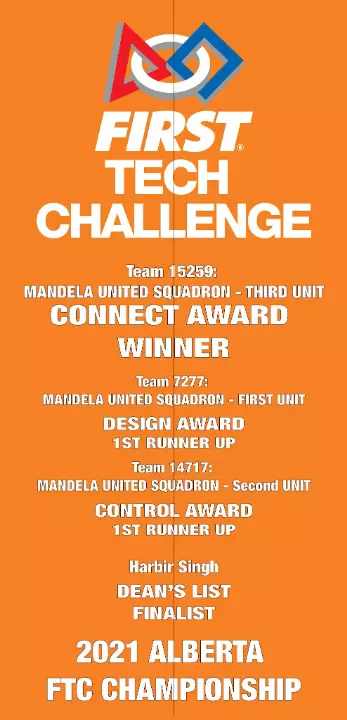 FIRST®
TECH
CHALLENGE
Team 15259:
MANDELA UNITED SQUADRON - THIRD UNIT
CONNECT AWARD
WINNER
Team 7277:
MANDELA UNITED SQUADRON - FIRST UNIT
DESIGN AWARD
1ST RUNNER UP
Team 14717:
MANDELA UNITED SQUADRON - Second UNIT
CONTROL AWARD
1ST RUNNER UP
Harbir Singh
DEAN'S LIST
FINALIST
2021 ALBERTA
FTC CHAMPIONSHIP